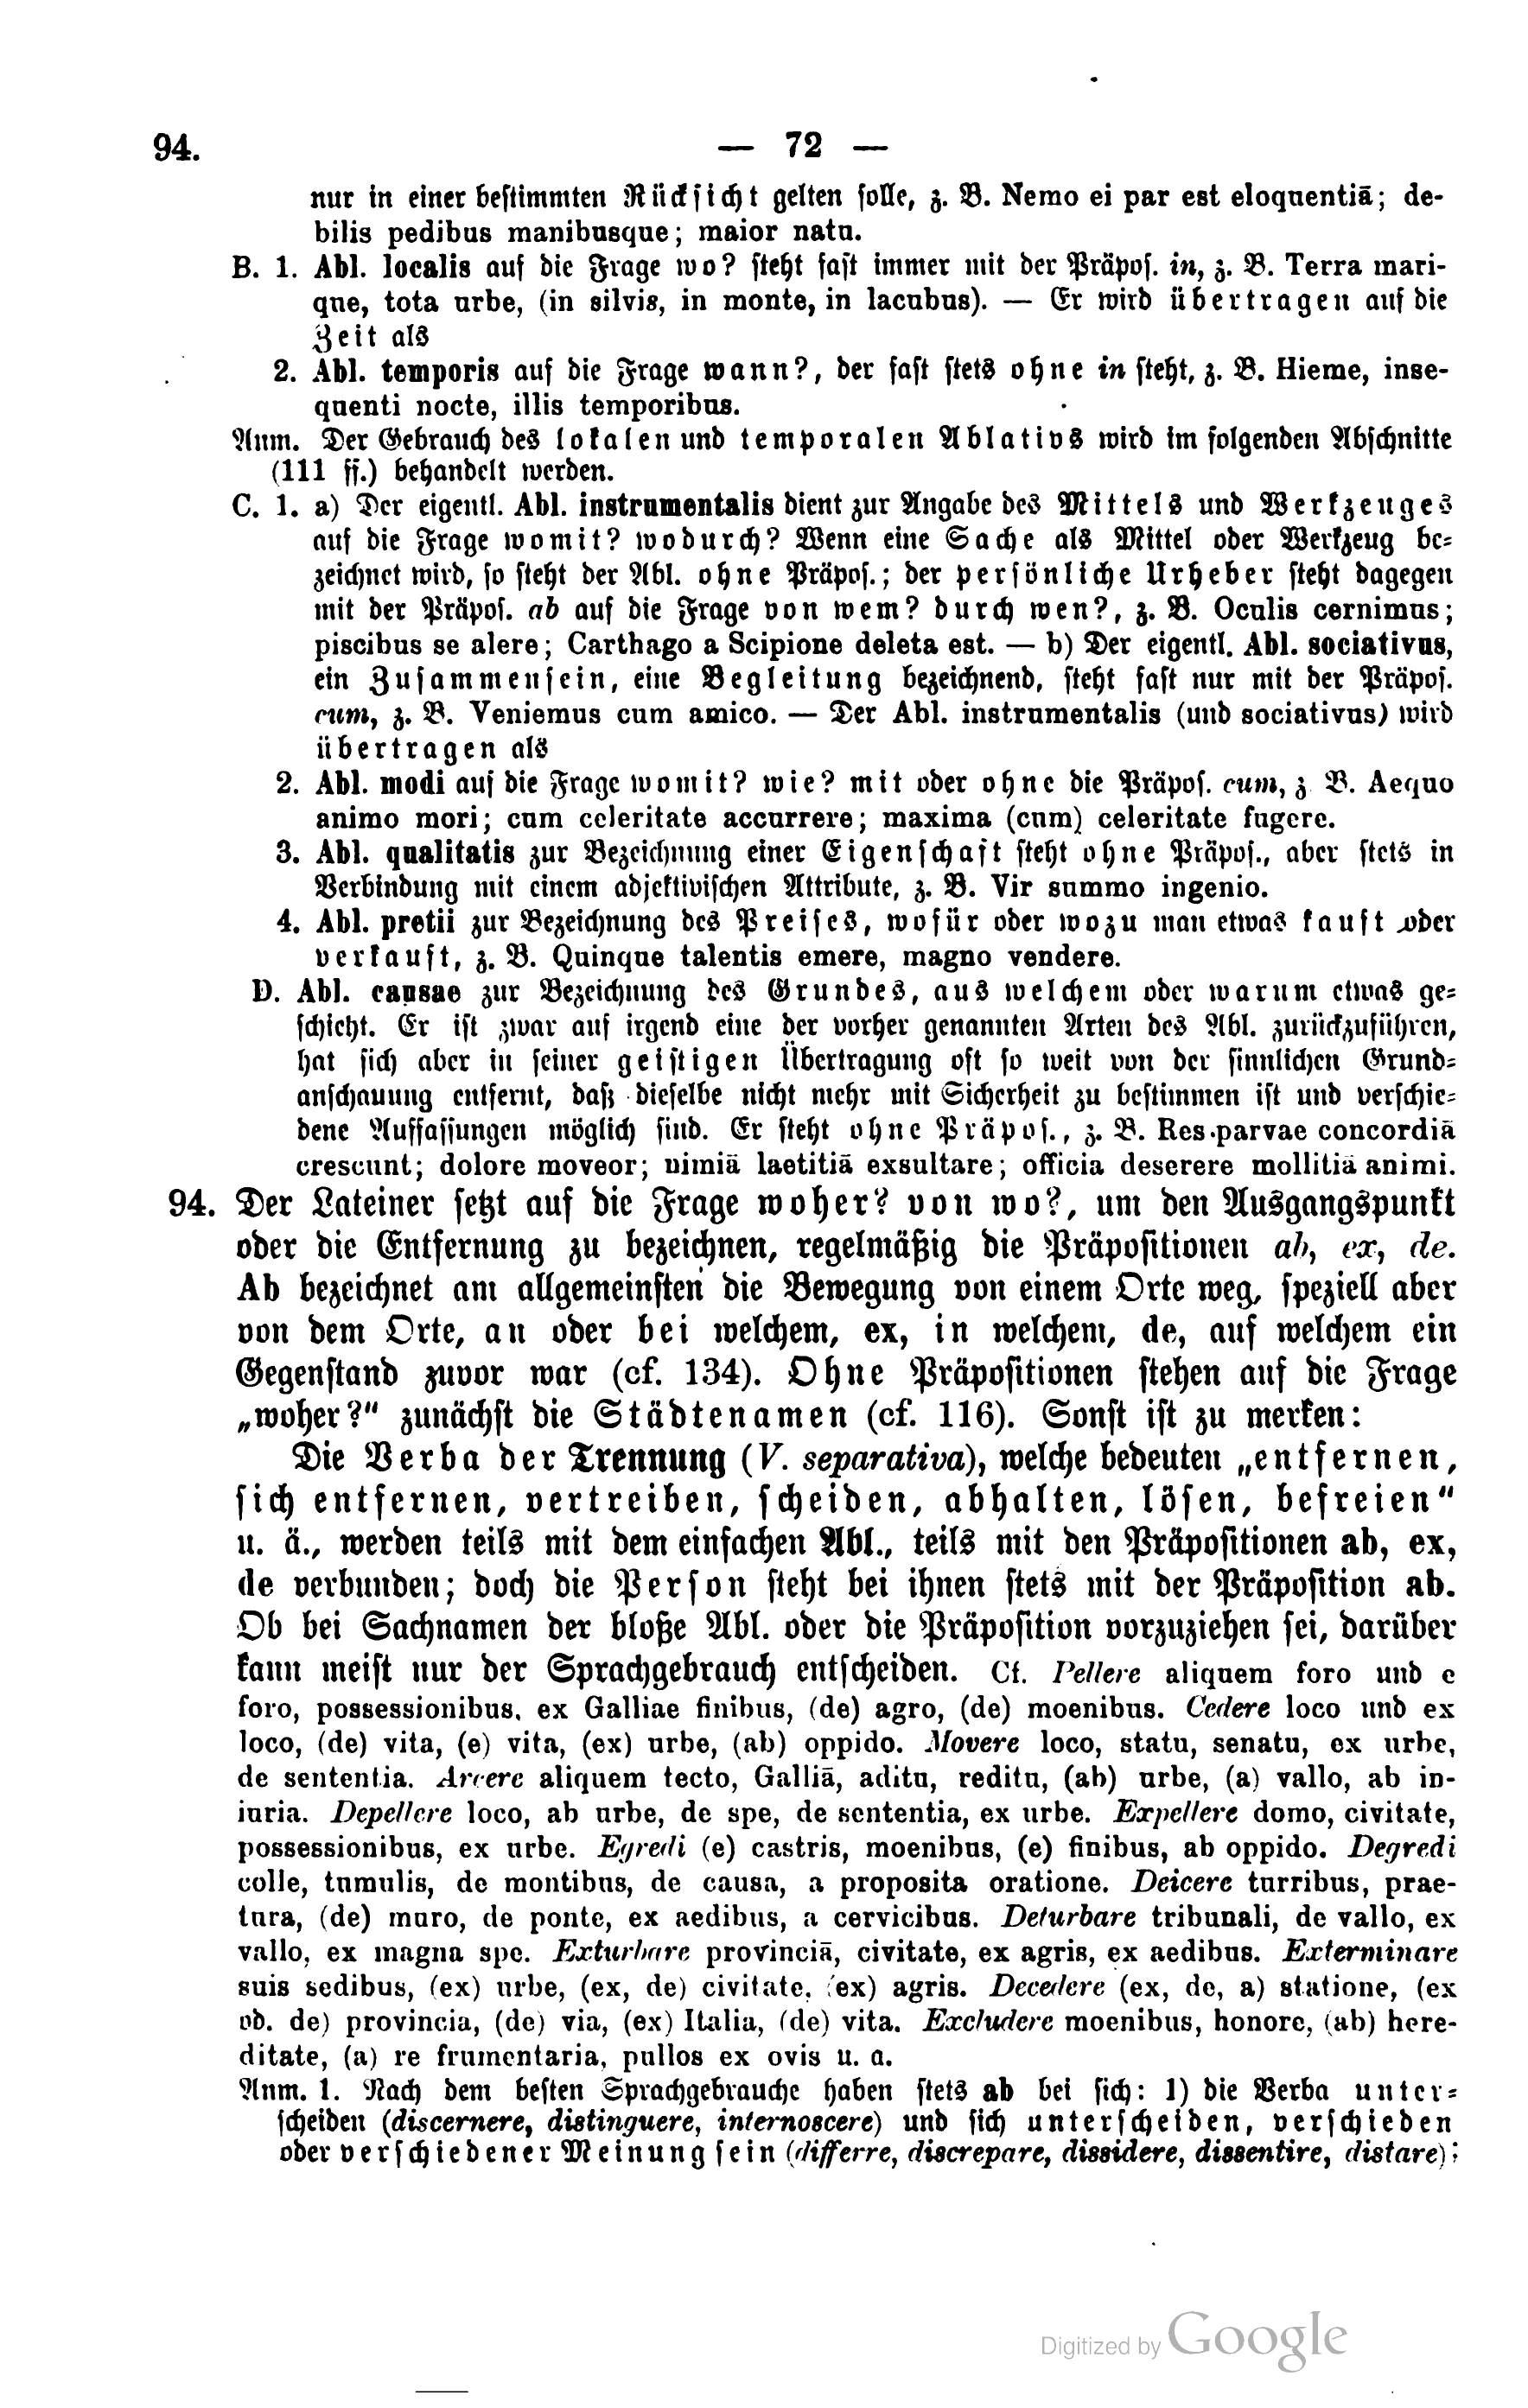 94. — 72 —
nur in einer bestimmten Rücksicht gelten solle, z. B. Nemo ei par est eloquentiā; de-
bilis pedibus manibusque; maior natu.
B. 1. Abl. localis auf die Frage wo? steht fast immer mit der Präpos. in, z. B. Terra mari-
que, tota urbe, (in silvis, in monte, in lacubus). — Er wird übertragen auf die
Zeit als
2. Abl. temporis auf die Frage wann?, der fast stets ohne in steht, z. B. Hieme, inse-
quenti nocte, illis temporibus.
Anm. Der Gebrauch des lokalen und temporalen Ablativs wird im folgenden Abschnitte
(111 ff.) behandelt werden.
C. 1. a) Der eigentl. Abl. instrumentalis dient zur Angabe des Mittels und Werkzeuges
auf die Frage womit? wodurch? Wenn eine Sache als Mittel oder Werkzeug be-
zeichnet wird, so steht der Abl. ohne Präpos.; der persönliche Urheber steht dagegen
mit der Präpos. ab auf die Frage von wem? durch wen?, z. B. Oculis cernimus;
piscibus se alere; Carthago a Scipione deleta est. — b) Der eigentl. Abl. sociativus,
ein Zusammensein, eine Begleitung bezeichnend, steht fast nur mit der Präpos.
cum, z. B. Veniemus cum amico. — Der Abl. instrumentalis (und sociativus) wird
übertragen als
2. Abl. modi auf die Frage womit? wie? mit oder ohne die Präpos. cum, z B. Aequo
animo mori; cum celeritate accurrere; maxima (cum) celeritate fugere.
3. Abl. qualitatis zur Bezeichnung einer Eigenschaft steht ohne Präpos., aber stets in
Verbindung mit einem adjektivischen Attribute, z. B. Vir summo ingenio.
4. Abl. pretii zur Bezeichnung des Preises, wofür oder wozu man etwas kauft oder
verkauft, z. B. Quinque talentis emere, magno vendere.
D. Abl. causae zur Bezeichnung des Grundes, aus welchem oder warum etwas ge-
schieht. Er ist zwar auf irgend eine der vorher genannten Arten des Abl. zurückzuführen,
hat sich aber in seiner geistigen Übertragung oft so weit von der sinnlichen Grund-
anschauung entfernt, daß dieselbe nicht mehr mit Sicherheit zu bestimmen ist und verschie-
dene Auffassungen möglich sind. Er steht ohne Präpos., z. B. Res parvae concordiā
crescunt; dolore moveor; nimiā laetitiā exsultare; officia deserere mollitiā animi.
94. Der Lateiner setzt auf die Frage woher? von wo?, um den Ausgangspunkt
oder die Entfernung zu bezeichnen, regelmäßig die Präpositionen ab, ex, de.
Ab bezeichnet am allgemeinsten die Bewegung von einem Orte weg, speziell aber
von dem Orte, an oder bei welchem, ex, in welchem, de, auf welchem ein
Gegenstand zuvor war (cf. 134). Ohne Präpositionen stehen auf die Frage
„woher?" zunächst die Städtenamen (cf. 116). Sonst ist zu merken:
Die Verba der Trennung (V. separativa), welche bedeuten „entfernen,
sich entfernen, vertreiben, scheiden, abhalten, lösen, befreien"
u. ä., werden teils mit dem einfachen Abl., teils mit den Präpositionen ab, ex,
de verbunden; doch die Person steht bei ihnen stets mit der Präposition ab.
Ob bei Sachnamen der bloße Abl. oder die Präposition vorzuziehen sei, darüber
kann meist nur der Sprachgebrauch entscheiden. Cf. Pellere aliquem foro und e
foro, possessionibus, ex Galliae finibus, (de) agro, (de) moenibus. Cedere loco und ex
loco, (de) vita, (e) vita, (ex) urbe, (ab) oppido. Movere loco, statu, senatu, ex urbe,
de sententia. Arcere aliquem tecto, Galliā, aditu, reditu, (ab) urbe, (a) vallo, ab in-
iuria. Depellere loco, ab urbe, de spe, de sententia, ex urbe. Expellere domo, civitate,
possessionibus, ex urbe. Egredi (e) castris, moenibus, (e) finibus, ab oppido. Degredi
colle, tumulis, de montibus, de causa, a proposita oratione. Deicere turribus, prae-
tura, (de) muro, de ponte, ex aedibus, a cervicibus. Deturbare tribunali, de vallo, ex
vallo, ex magna spe. Exturbare provinciā, civitate, ex agris, ex aedibus. Exterminare
suis sedibus, (ex) urbe, (ex, de) civitate, (ex) agris. Decedere (ex, de, a) statione, (ex
ob. de) provincia, (de) via, (ex) Italia, (de) vita. Excludere moenibus, honore, (ab) here-
ditate, (a) re frumentaria, pullos ex ovis u. a.
Anm. 1. Nach dem besten Sprachgebrauche haben stets ab bei sich: 1) die Verba unter-
scheiden (discernere, distinguere, internoscere) und sich unterscheiden, verschieden
oder verschiedener Meinung sein (differre, discrepare, dissidere, dissentire, distare);
Digitized by Google